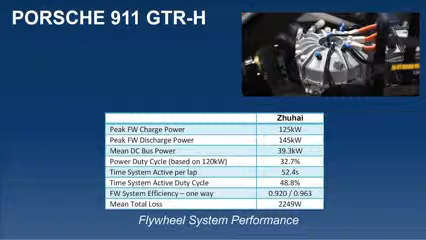 PORSCHE 911 GTR-H
Zhuhai
Peak FW Charge Power 125kW
Peak FW Discharge Power 145kW
Mean DC Bus Power 39.3kW
Power Duty Cycle (based on 120kW) 32.7%
Time System Active per lap 52.4s
Time System Active Duty Cycle 48.8%
FW System Efficiency – one way 0.920 / 0.963
Mean Total Loss 2249W
Flywheel System Performance